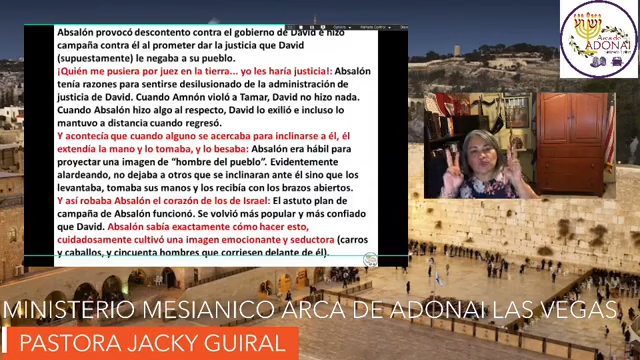 Absalón provocó descontento contra el gobierno de David e hizo
campaña contra él al prometer dar la justicia que David
(supuestamente) le negaba a su pueblo.
¡Quién me pusiera por juez en la tierra... yo les haría justicia!: Absalón
tenía razones para sentirse desilusionado de la administración de
justicia de David. Cuando Amnón violó a Tamar, David no hizo nada.
Cuando Absalón hizo algo al respecto, David lo exilio e incluso lo
mantuvo a distancia cuando regresó.
Y acontecía que cuando alguno se acercaba para inclinarse a él, él
extendía la mano y lo tomaba, y lo besaba: Absalón era hábil para
proyectar una imagen de “hombre del pueblo”. Evidentemente
alardeando, no dejaba a otros que se inclinaran ante él sino que los
levantaba, tomaba sus manos y los recibía con los brazos abiertos.
Y así robaba Absalón el corazón de los de Israel: El astuto plan de
campaña de Absalón funcionó. Se volvió más popular y más confiado
que David. Absalón sabía exactamente cómo hacer esto,
cuidadosamente cultivó una imagen emocionante y seductora (carros
y caballos, y cincuenta hombres que corriesen delante de él).
Arca de
ADONAI
MINISTERIO MESIANICO ARCA DE ADONAI LAS VEGAS
PASTORA JACKY GUIRAL